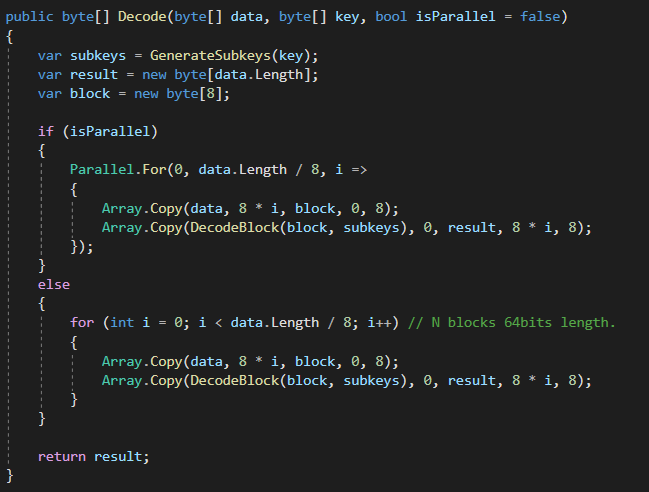 public byte[] Decode(byte[] data, byte[] key, bool isParallel = false)
{
    var subkeys = GenerateSubkeys(key);
    var result = new byte[data.Length];
    var block = new byte[8];

    if (isParallel)
    {
        Parallel.For(0, data.Length / 8, i =>
        {
            Array.Copy(data, 8 * i, block, 0, 8);
            Array.Copy(DecodeBlock(block, subkeys), 0, result, 8 * i, 8);
        });
    }
    else
    {
        for (int i = 0; i < data.Length / 8; i++) // N blocks 64bits length.
        {
            Array.Copy(data, 8 * i, block, 0, 8);
            Array.Copy(DecodeBlock(block, subkeys), 0, result, 8 * i, 8);
        }
    }

    return result;
}